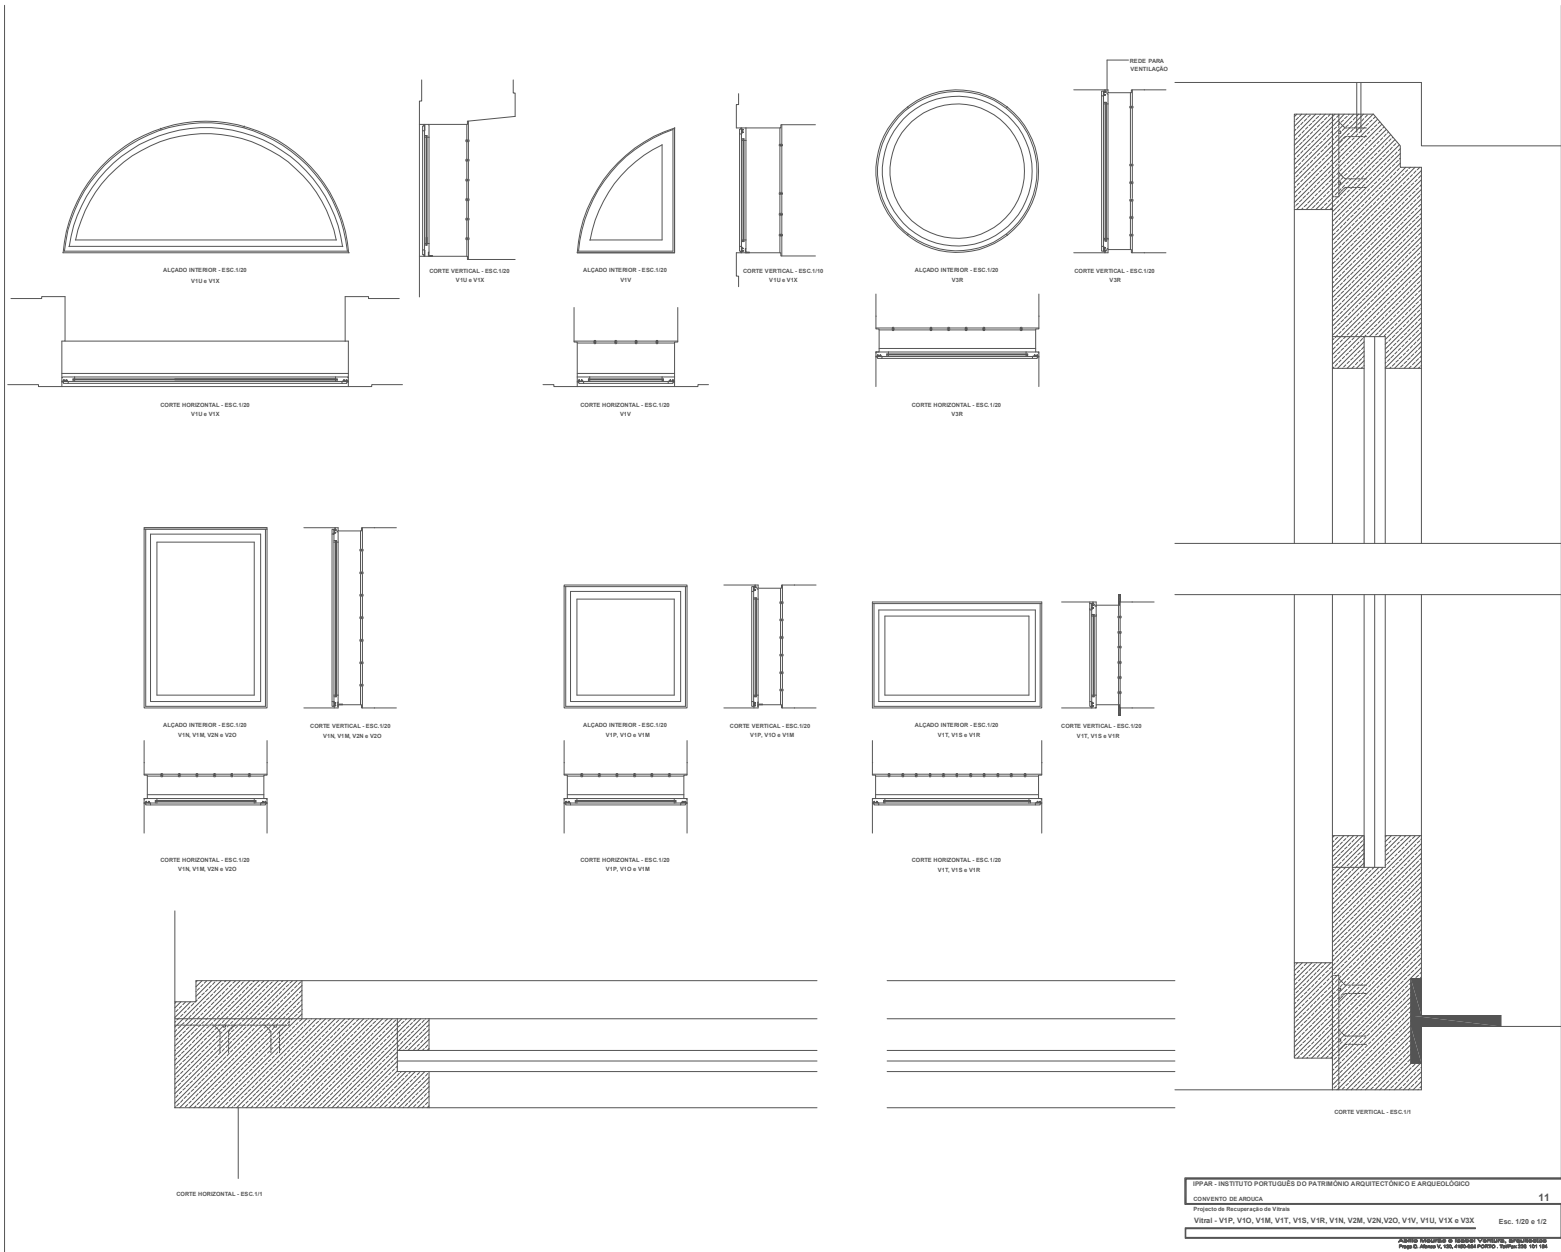 REDE PARA
VENTILAÇÃO
ALÇADO INTERIOR - ESC.1/20
V1U e V1X
CORTE VERTICAL - ESC.1/20
V1U e V1X
ALÇADO INTERIOR - ESC.1/20
V1V
CORTE VERTICAL - ESC.1/10
V1U e V1X
ALÇADO INTERIOR - ESC.1/20
V3R
CORTE VERTICAL - ESC.1/20
V3R
CORTE HORIZONTAL - ESC.1/20
V1U e V1X
CORTE HORIZONTAL - ESC.1/20
V1V
CORTE HORIZONTAL - ESC.1/20
V3R
ALÇADO INTERIOR - ESC.1/20
V1N, V1M, V2N e V2O
CORTE VERTICAL - ESC.1/20
V1N, V1M, V2N e V2O
ALÇADO INTERIOR - ESC.1/20
V1P, V1O e V1M
CORTE VERTICAL - ESC.1/20
V1P, V1O e V1M
ALÇADO INTERIOR - ESC.1/20
V1T, V1S e V1R
CORTE VERTICAL - ESC.1/20
V1T, V1S e V1R
CORTE HORIZONTAL - ESC.1/20
V1N, V1M, V2N e V2O
CORTE HORIZONTAL - ESC.1/20
V1P, V1O e V1M
CORTE HORIZONTAL - ESC.1/20
V1T, V1S e V1R
CORTE VERTICAL - ESC.1/1
CORTE HORIZONTAL - ESC.1/1
IPPAR - INSTITUTO PORTUGUÊS DO PATRIMÓNIO ARQUITECTÓNICO E ARQUEOLÓGICO
CONVENTO DE AROUCA 11
Projecto de Recuperação de Vitrais
Vitral - V1P, V1O, V1M, V1T, V1S, V1R, V1N, V2M, V2N,V2O, V1V, V1U, V1X e V3X Esc. 1/20 e 1/2
e Isabel Ventura, arquitectos
Praça D. Afonso V, PORTO . Tel/Fax